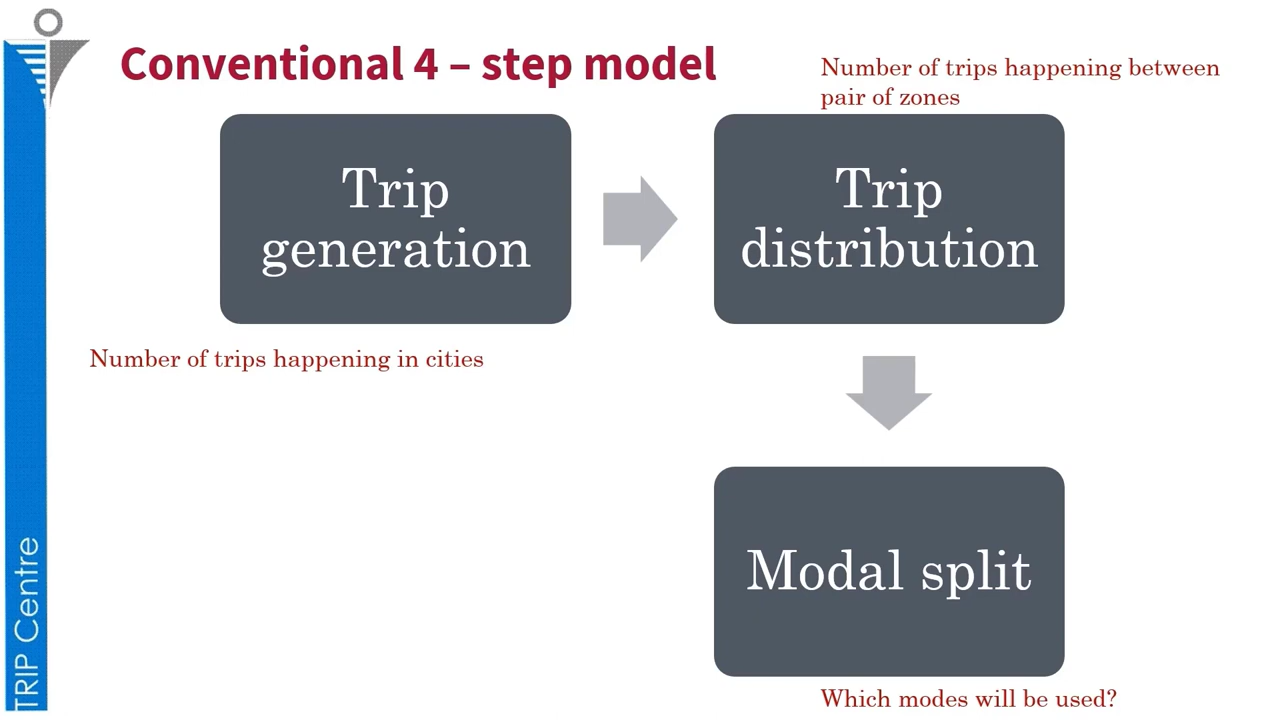 Conventional 4 – step model
Number of trips happening between
pair of zones
Trip
generation
Trip
distribution
Number of trips happening in cities
Modal split
Which modes will be used?
TRIP Centre